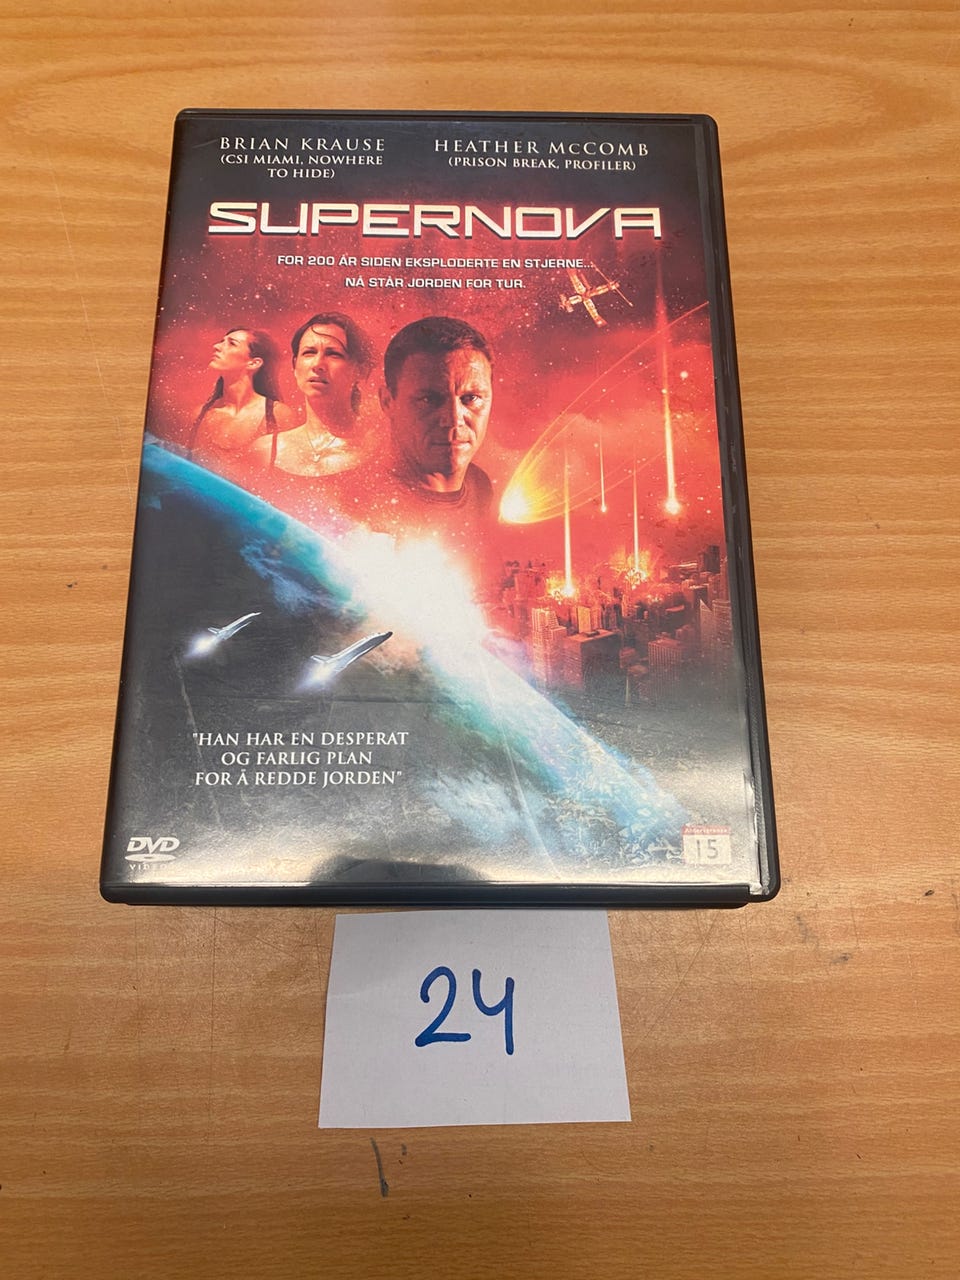 BRIAN KRAUSE
(CSI MIAMI, NOWHERE
TO HIDE)
HEATHER McCOMB
(PRISON BREAK, PROFILER)
SUPERNOVA
FOR 200 ÅR SIDEN EKSPLODERTE EN STJERNE...
NÅ STÅR JORDEN FOR TUR.
"HAN HAR EN DESPERAT
OG FARLIG PLAN
FOR Å REDDE JORDEN"
DVD
VIDEO
Aldersgrense
15
24